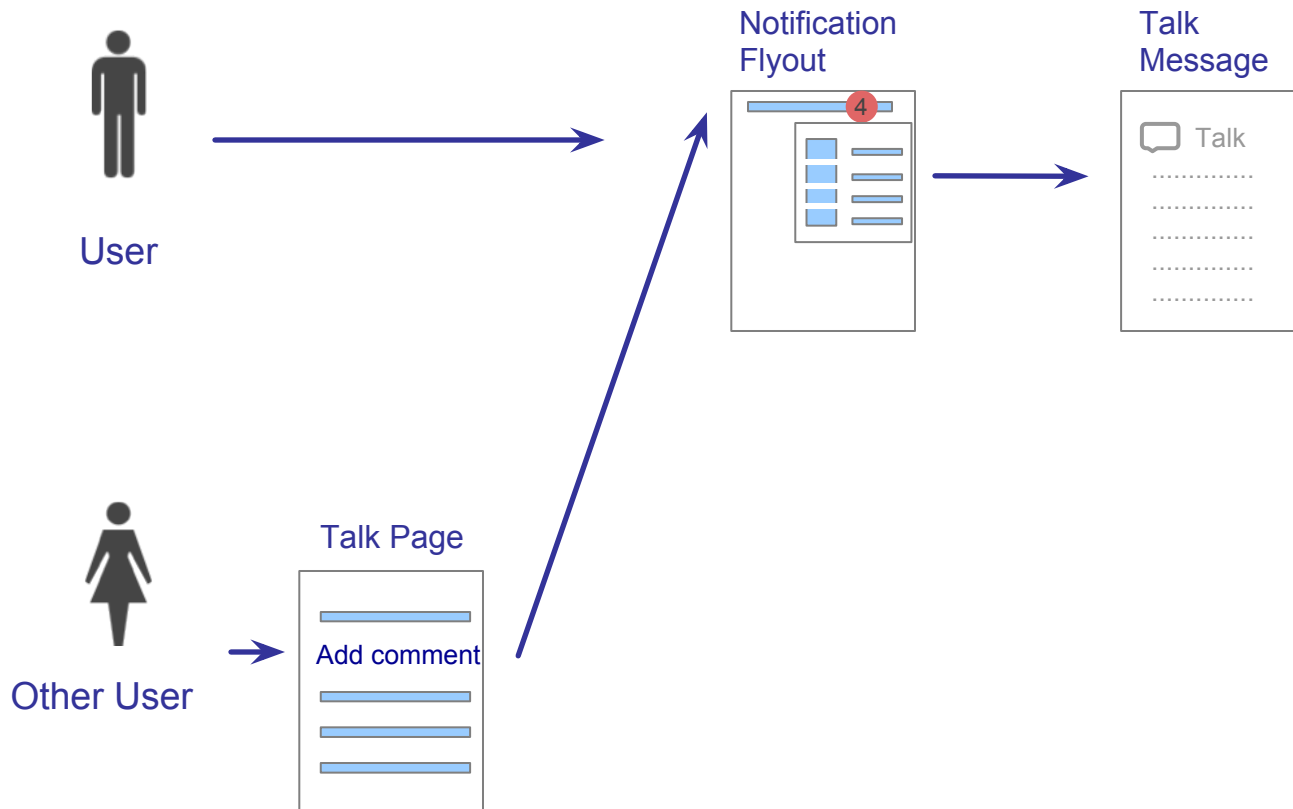 Notification
Flyout
Talk
Message
4
Talk
User
Talk Page
Add comment
Other User